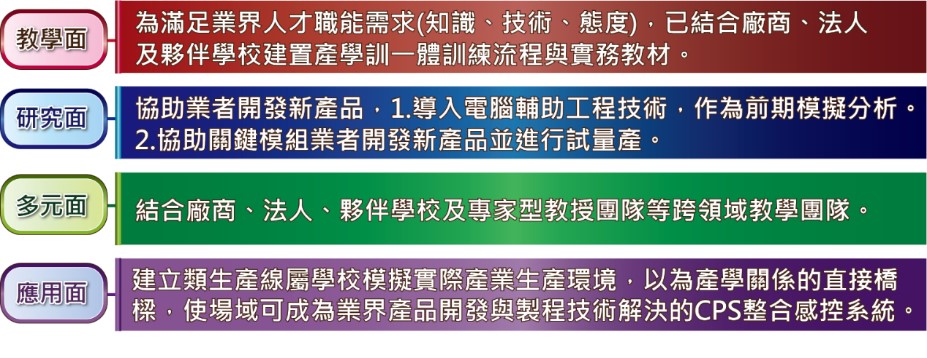 教學面
為滿足業界人才職能需求(知識、技術、態度)，已結合廠商、法人
及夥伴學校建置產學訓一體訓練流程與實務教材。
研究面
協助業者開發新產品，1.導入電腦輔助工程技術，作為前期模擬分析。
2.協助關鍵模組業者開發新產品並進行試量產。
多元面
結合廠商、法人、夥伴學校及專家型教授團隊等跨領域教學團隊。
應用面
建立類生產線屬學校模擬實際產業生產環境，以為產學關係的直接橋
樑，使場域可成為業界產品開發與製程技術解決的CPS整合感控系統。